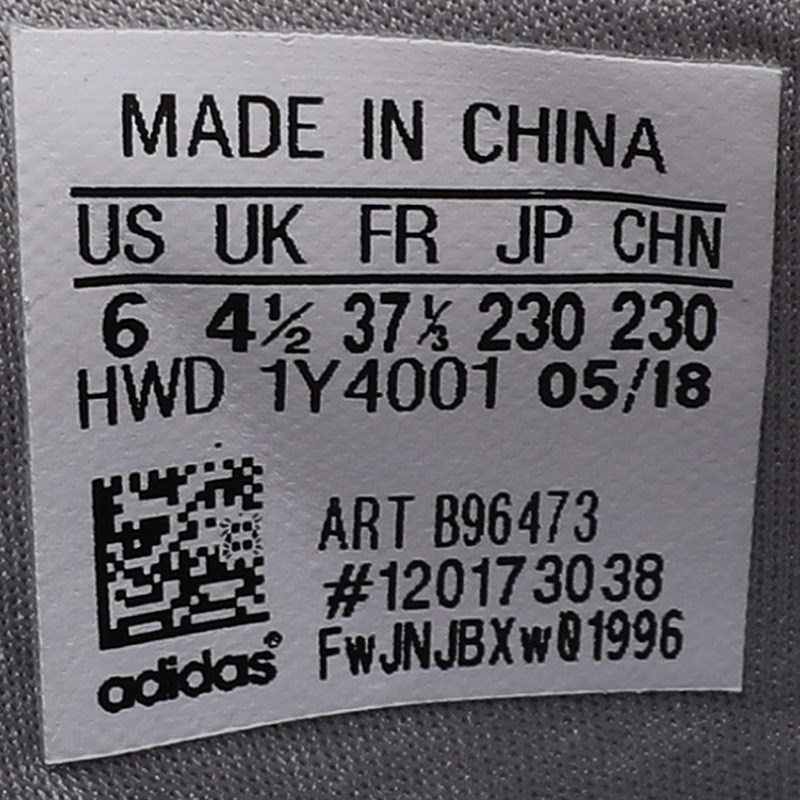 MADE IN CHINA
US UK FR JP CHN
6 4½ 37⅓ 230 230
HWD 1Y4001 05/18
ART B96473
#120173038
FwJNJBXw01996
adidas®